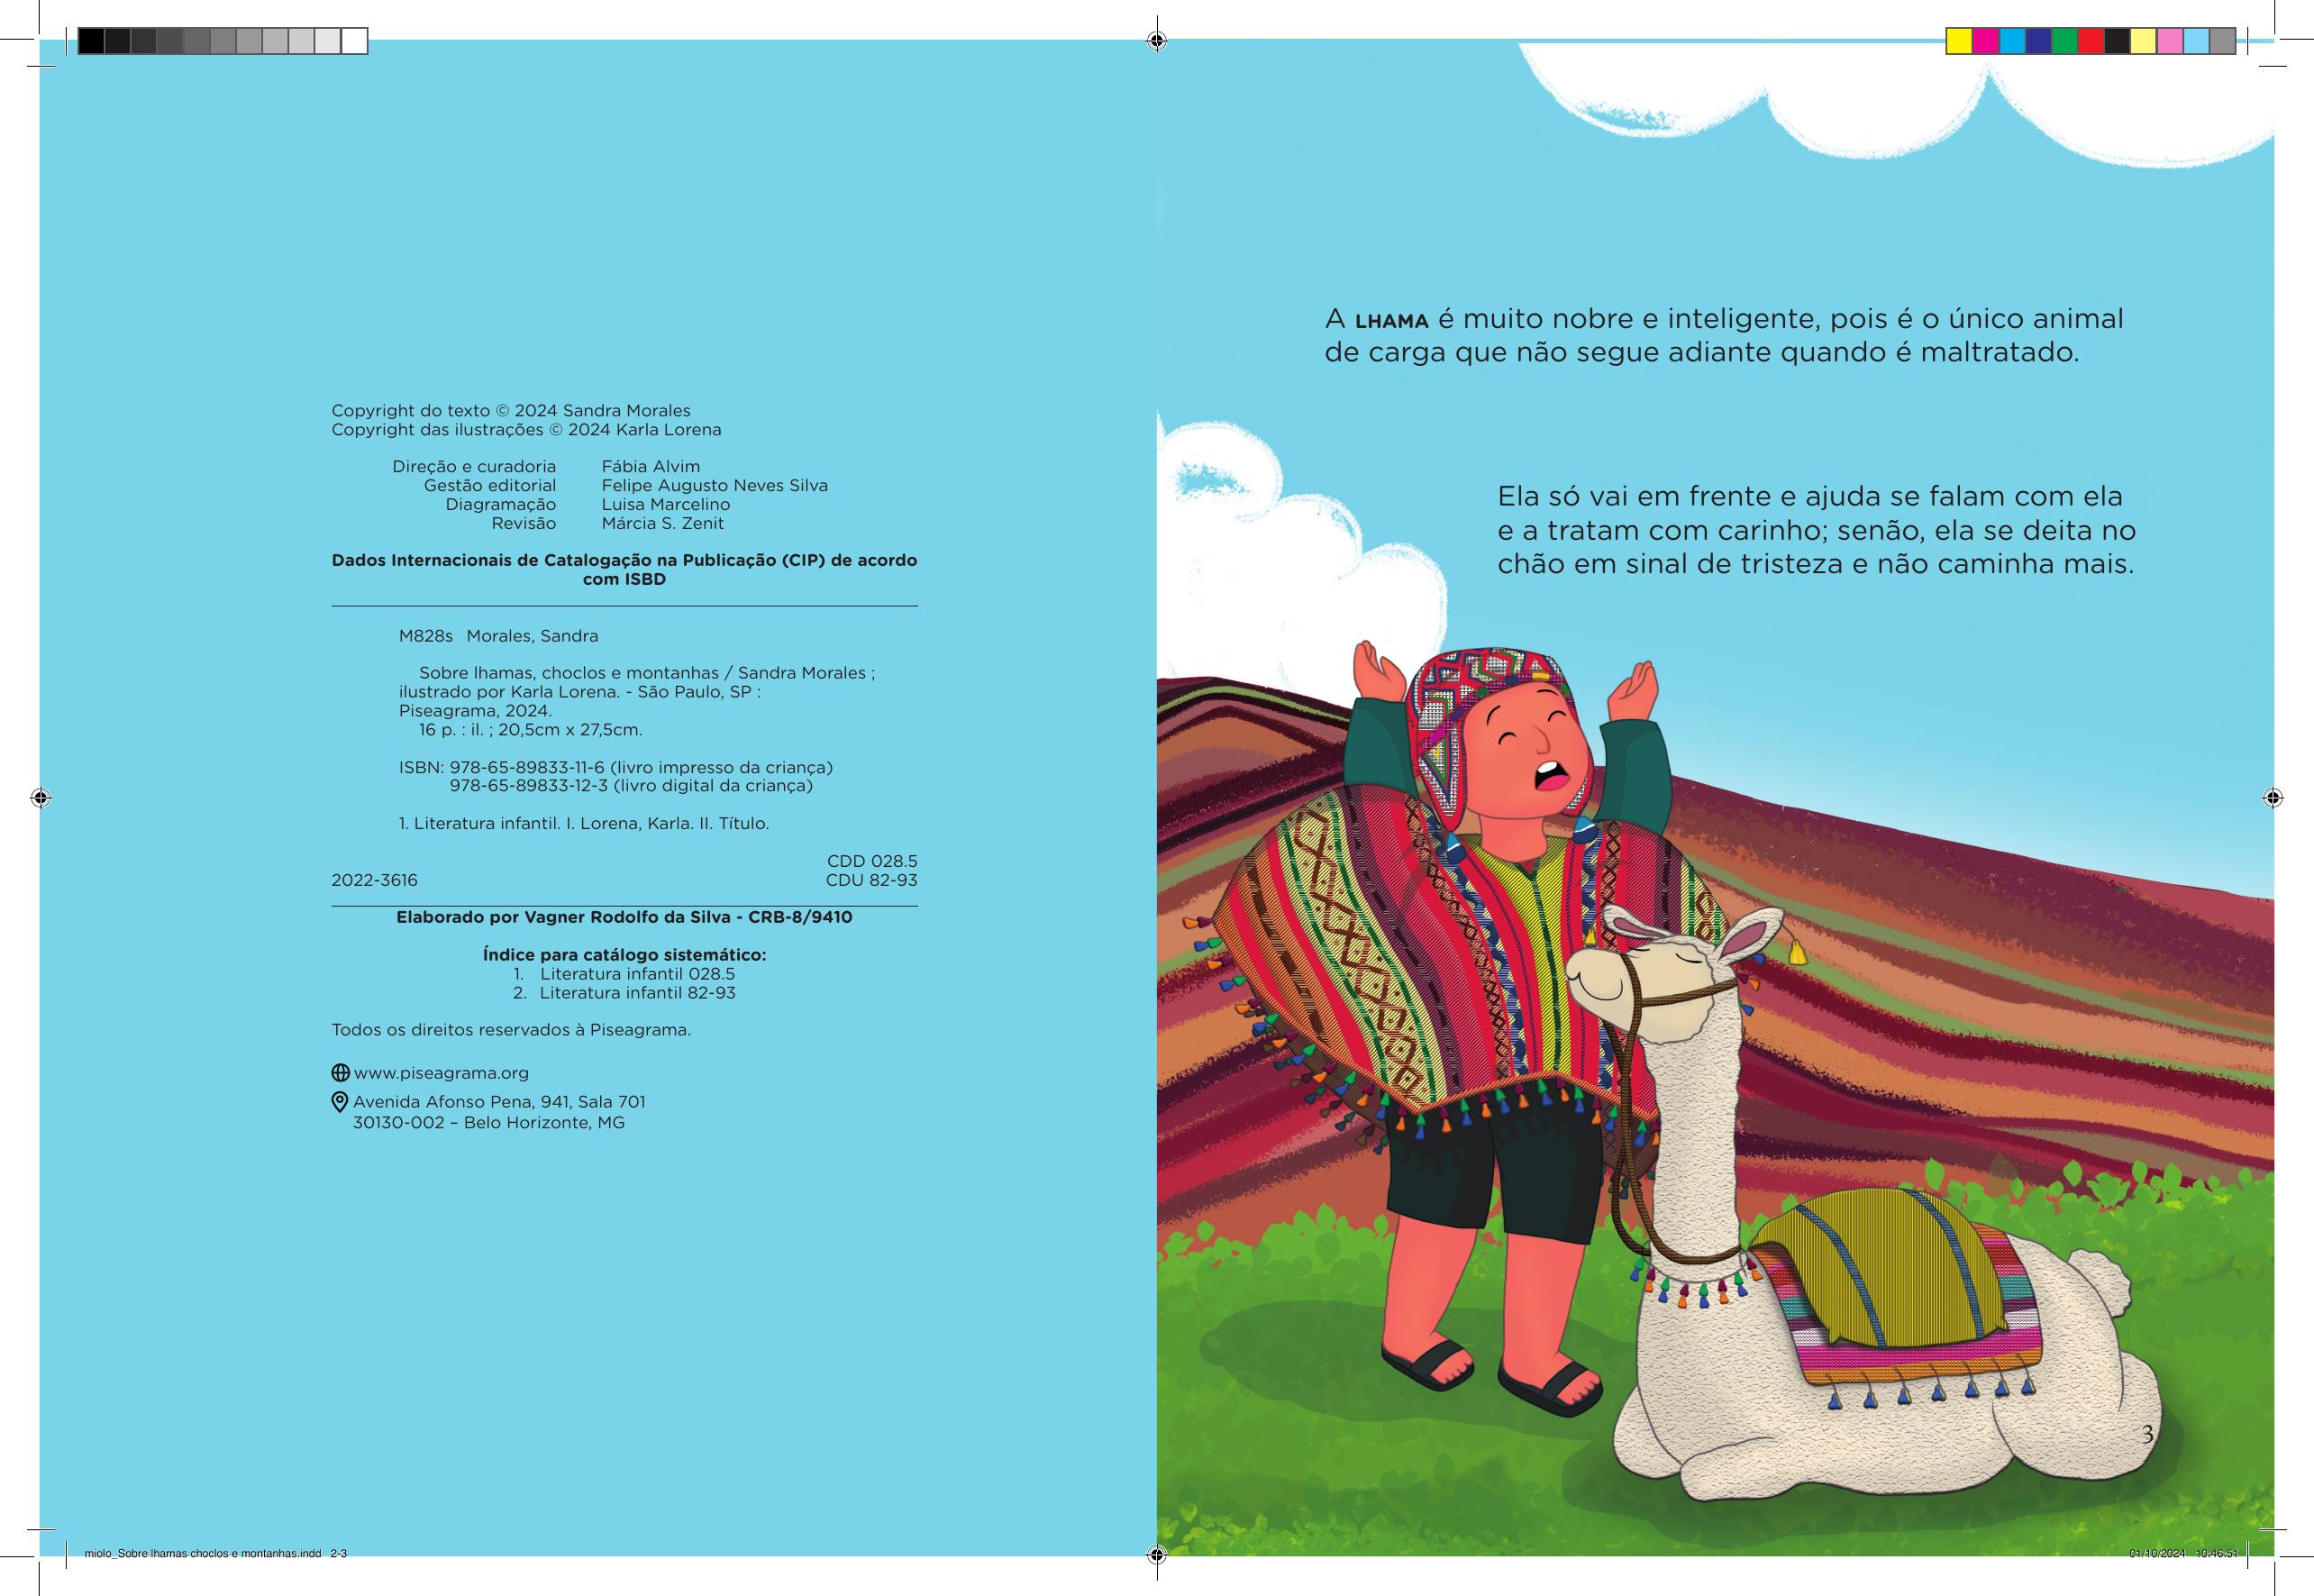 Copyright do texto © 2024 Sandra Morales
Copyright das ilustrações © 2024 Karla Lorena
Direção e curadoria Fábia Alvim
Gestão editorial Felipe Augusto Neves Silva
Diagramação Luisa Marcelino
Revisão Márcia S. Zenit
Dados Internacionais de Catalogação na Publicação (CIP) de acordo
com ISBD
M828s Morales, Sandra
Sobre lhamas, choclos e montanhas / Sandra Morales ;
ilustrado por Karla Lorena. - São Paulo, SP :
Piseagrama, 2024.
16 p. : il. ; 20,5cm x 27,5cm.
ISBN: 978-65-89833-11-6 (livro impresso da criança)
978-65-89833-12-3 (livro digital da criança)
1. Literatura infantil. I. Lorena, Karla. II. Título.
CDD 028.5
2022-3616 CDU 82-93
Elaborado por Vagner Rodolfo da Silva - CRB-8/9410
Índice para catálogo sistemático:
1. Literatura infantil 028.5
2. Literatura infantil 82-93
Todos os direitos reservados à Piseagrama.
www.piseagrama.org
Avenida Afonso Pena, 941, Sala 701
30130-002 – Belo Horizonte, MG
A LHAMA é muito nobre e inteligente, pois é o único animal
de carga que não segue adiante quando é maltratado.
Ela só vai em frente e ajuda se falam com ela
e a tratam com carinho; senão, ela se deita no
chão em sinal de tristeza e não caminha mais.
3
miolo_Sobre lhamas choclos e montanhas.indd 2-3
01/10/2024 10:46:51